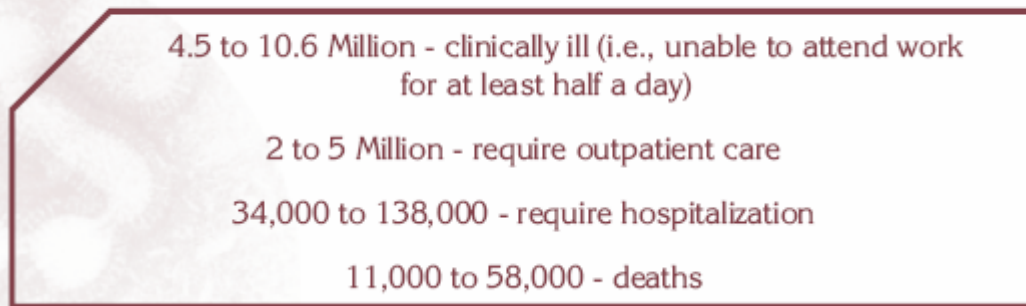 4.5 to 10.6 Million - clinically ill (i.e., unable to attend work
for at least half a day)
2 to 5 Million - require outpatient care
34,000 to 138,000 - require hospitalization
11,000 to 58,000 - deaths